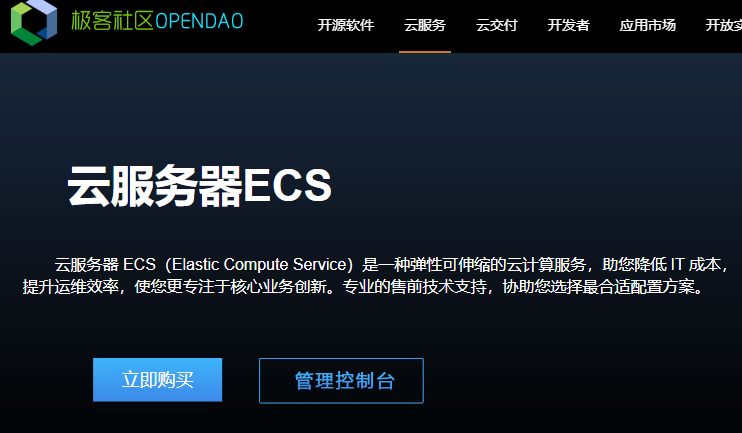 极客社区OPENDAO
开源软件 云服务 云交付 开发者 应用市场 开放实
云服务器ECS
云服务器 ECS（Elastic Compute Service）是一种弹性可伸缩的云计算服务，助您降低 IT 成本，
提升运维效率，使您更专注于核心业务创新。专业的售前技术支持，协助您选择最合适配置方案。
立即购买 管理控制台